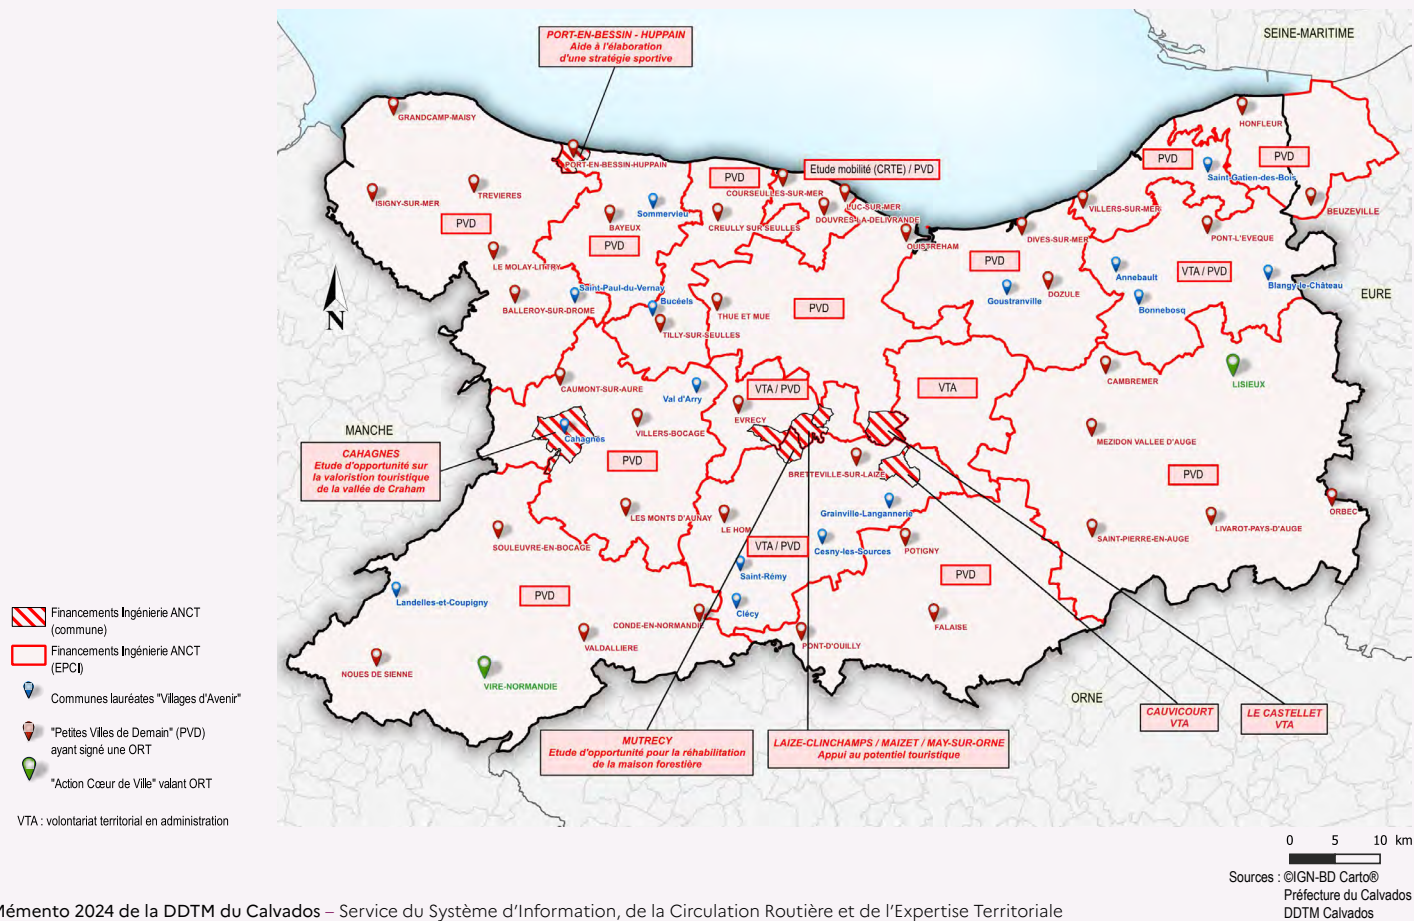 SEINE-MARITIME
PORT-EN-BESSIN - HUPPAIN
Aide à l'élaboration
d'une stratégie sportive
GRANDCAMP-MAISY
HONFLEUR
PORT-EN-BESSIN-HUPPAIN
PVD
PVD
Etude mobilité (CRTE) / PVD
Saint-Gatien-des-Bois
PVD
COURSEULLES-SUR-MER
ISIGNY-SUR-MER
TREVIERES
LUC-SUR-MER
VILLERS-SUR-MER
BEUZEVILLE
Sommervieu
DOUVRES-LA-DELIVRANDE
PVD
BAYEUX
CREULLY SUR SEULLES
PONT-L'EVEQUE
DIVES-SUR-MER
PVD
OUISTREHAM
LE MOLAY-LITTRY
PVD
Annebault
VTA / PVD
Blangy-le-Château
Saint-Paul-du-Vernay
Bucéels
Goustranville
DOZULE
EURE
BALLEROY-SUR-DROME
THUE ET MUE
PVD
Bonnebosq
N
TILLY-SUR-SEULLES
CAMBREMER
LISIEUX
CAUMONT-SUR-AURE
Val d'Arry
VTA / PVD
VTA
EVRECY
MANCHE
Cahagnes
VILLERS-BOCAGE
MEZIDON VALLEE D'AUGE
CAHAGNES
Etude d'opportunité sur
la valoristion touristique
de la vallée de Craham
PVD
BRETTEVILLE-SUR-LAIZE
PVD
LES MONTS D'AUNAY
LE HOM
Grainville-Langannerie
ORBEC
SOULEUVRE-EN-BOCAGE
VTA / PVD
Cesny-les-Sources
POTIGNY
SAINT-PIERRE-EN-AUGE
LIVAROT-PAYS-D'AUGE
Saint-Rémy
PVD
Landelles-et-Coupigny
PVD
Clécy
CONDE-EN-NORMANDIE
FALAISE
VALDALLIERE
PONT-D'OUILLY
NOUES DE SIENNE
VIRE-NORMANDIE
ORNE
CAUVICOURT
VTA
LE CASTELLET
VTA
MUTRECY
Etude d'opportunité pour la réhabilitation
de la maison forestière
LAIZE-CLINCHAMPS / MAIZET / MAY-SUR-ORNE
Appui au potentiel touristique
Financements Ingénierie ANCT
(commune)
Financements Ingénierie ANCT
(EPCI)
Communes lauréates "Villages d'Avenir"
"Petites Villes de Demain" (PVD)
ayant signé une ORT
"Action Cœur de Ville" valant ORT
VTA : volontariat territorial en administration
0 5 10 km
Sources : ©IGN-BD Carto®
Préfecture du Calvados
DDTM Calvados
Mémento 2024 de la DDTM du Calvados – Service du Système d'Information, de la Circulation Routière et de l'Expertise Territoriale